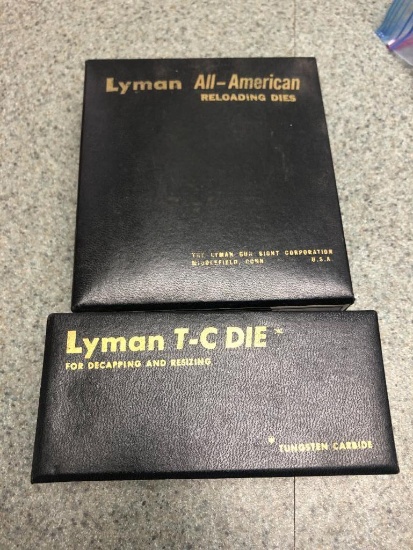 Lyman All-American
RELOADING DIES
THE LYMAN GUN SIGHT CORPORATION
MIDDLEFIELD, CONN U.S.A.
Lyman T-C DIE*
FOR DECAPPING AND RESIZING
*TUNGSTEN CARBIDE